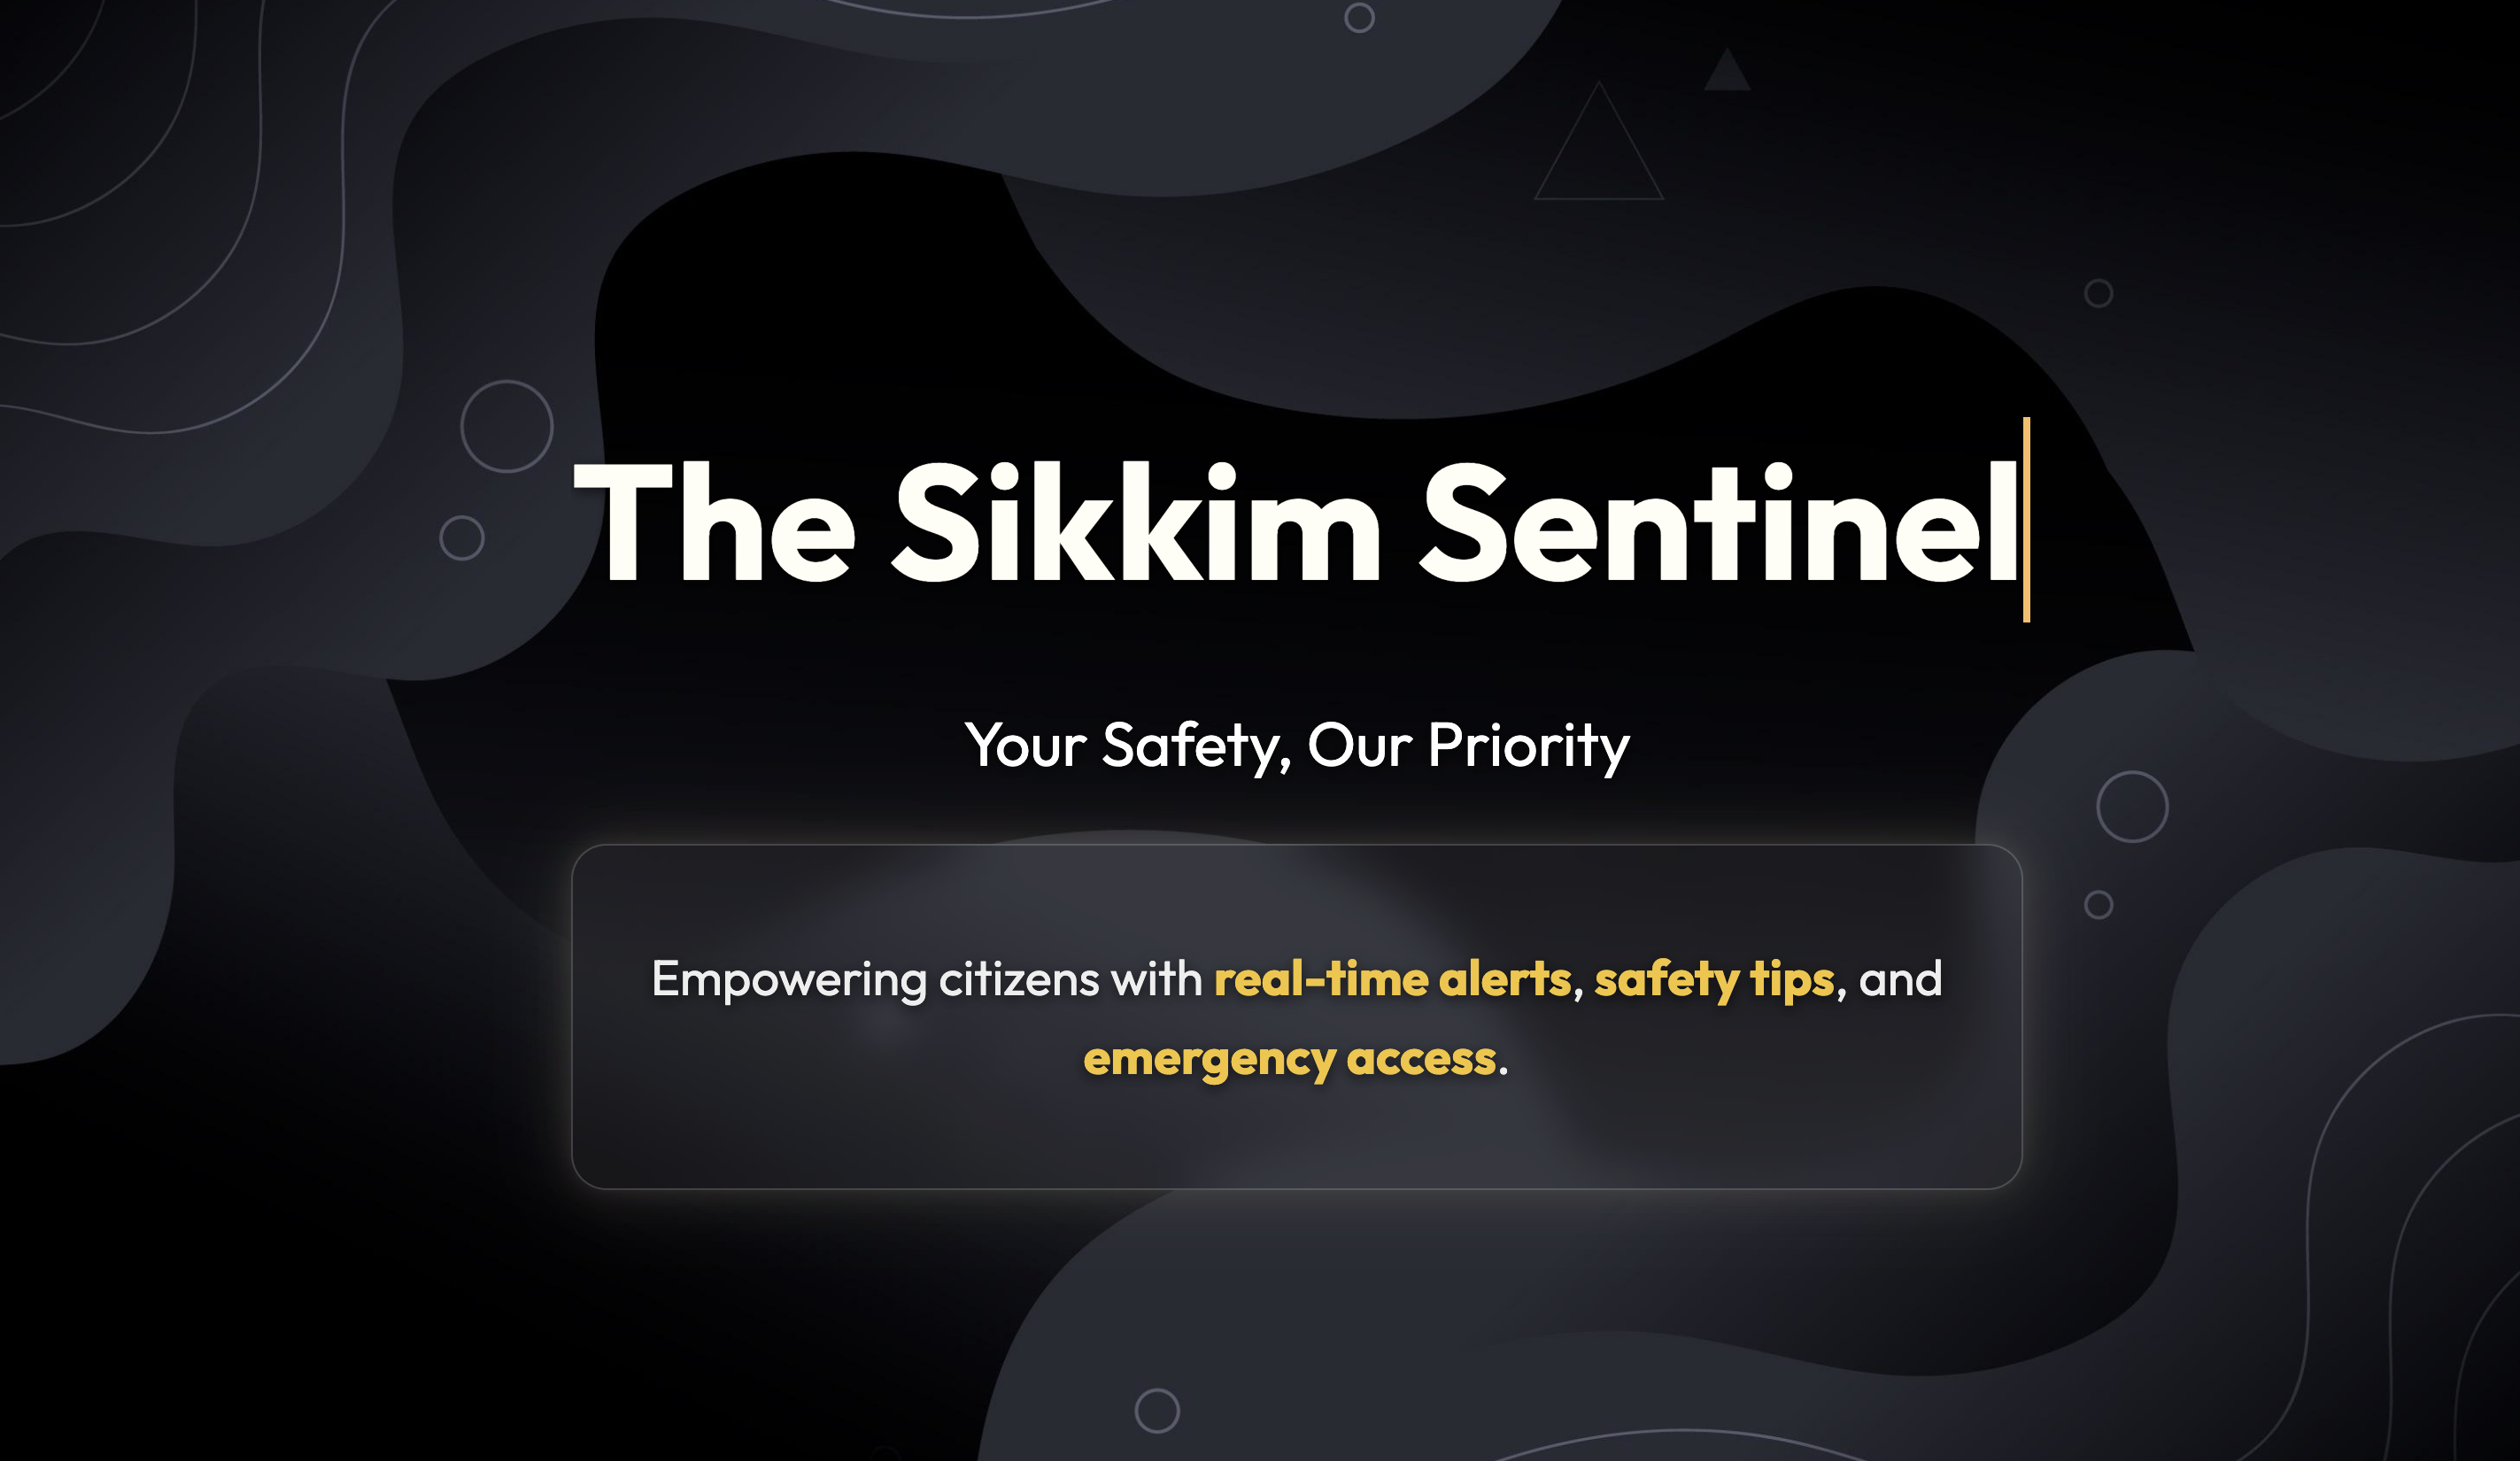 The Sikkim Sentinel
Your Safety, Our Priority
Empowering citizens with real-time alerts, safety tips, and
emergency access.